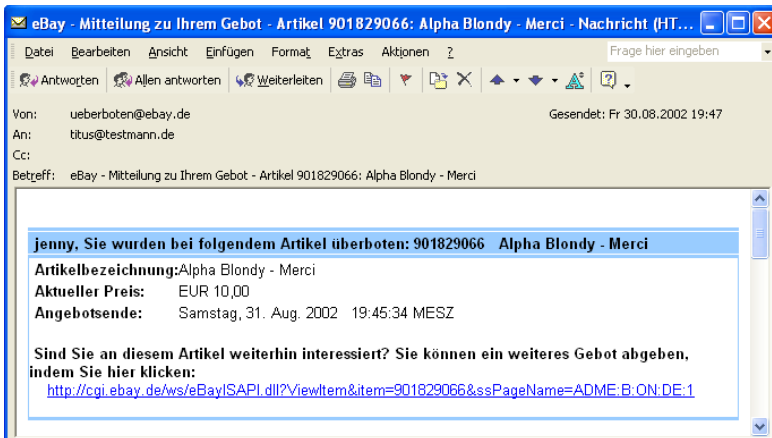 eBay - Mitteilung zu Ihrem Gebot - Artikel 901829066: Alpha Blondy - Merci - Nachricht (HT...
Datei Bearbeiten Ansicht Einfügen Format Extras Aktionen ?
Frage hier eingeben
Antworten Allen antworten Weiterleiten
Von: ueberboten@ebay.de Gesendet: Fr 30.08.2002 19:47
An: titus@testmann.de
Cc:
Betreff: eBay - Mitteilung zu Ihrem Gebot - Artikel 901829066: Alpha Blondy - Merci
jenny, Sie wurden bei folgendem Artikel überboten: 901829066 Alpha Blondy - Merci
Artikelbezeichnung:Alpha Blondy - Merci
Aktueller Preis: EUR 10,00
Angebotsende: Samstag, 31. Aug. 2002 19:45:34 MESZ
Sind Sie an diesem Artikel weiterhin interessiert? Sie können ein weiteres Gebot abgeben,
indem Sie hier klicken:
http://cgi.ebay.de/ws/eBayISAPI.dll?ViewItem&item=901829066&ssPageName=ADME:B:ON:DE:1